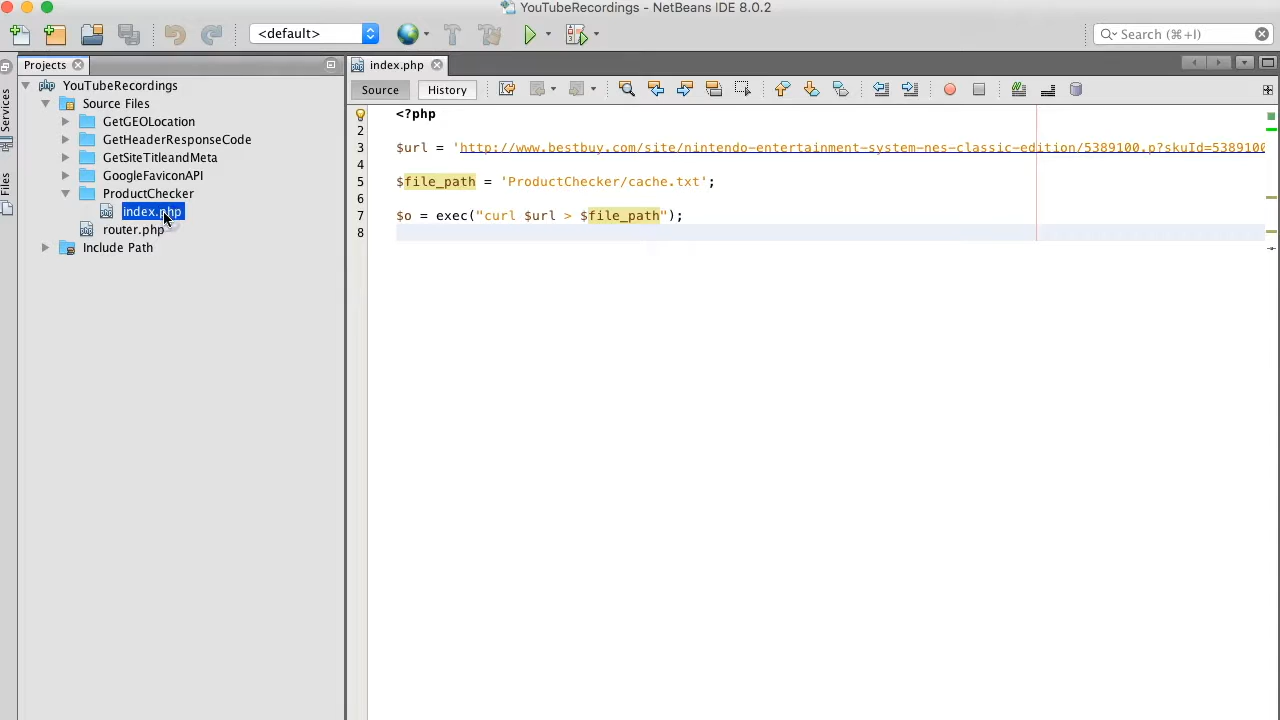 YouTubeRecordings - NetBeans IDE 8.0.2
<default>
Search (⌘+I)
Projects
index.php
Services
Files
YouTubeRecordings
Source Files
GetGEOLocation
GetHeaderResponseCode
GetSiteTitleandMeta
GoogleFaviconAPI
ProductChecker
index.php
router.php
Include Path
Source
History
<?php
2
3 $url = 'http://www.bestbuy.com/site/nintendo-entertainment-system-nes-classic-edition/5389100.p?skuId=5389100
4
5 $file_path = 'ProductChecker/cache.txt';
6
7 $o = exec("curl $url > $file_path");
8